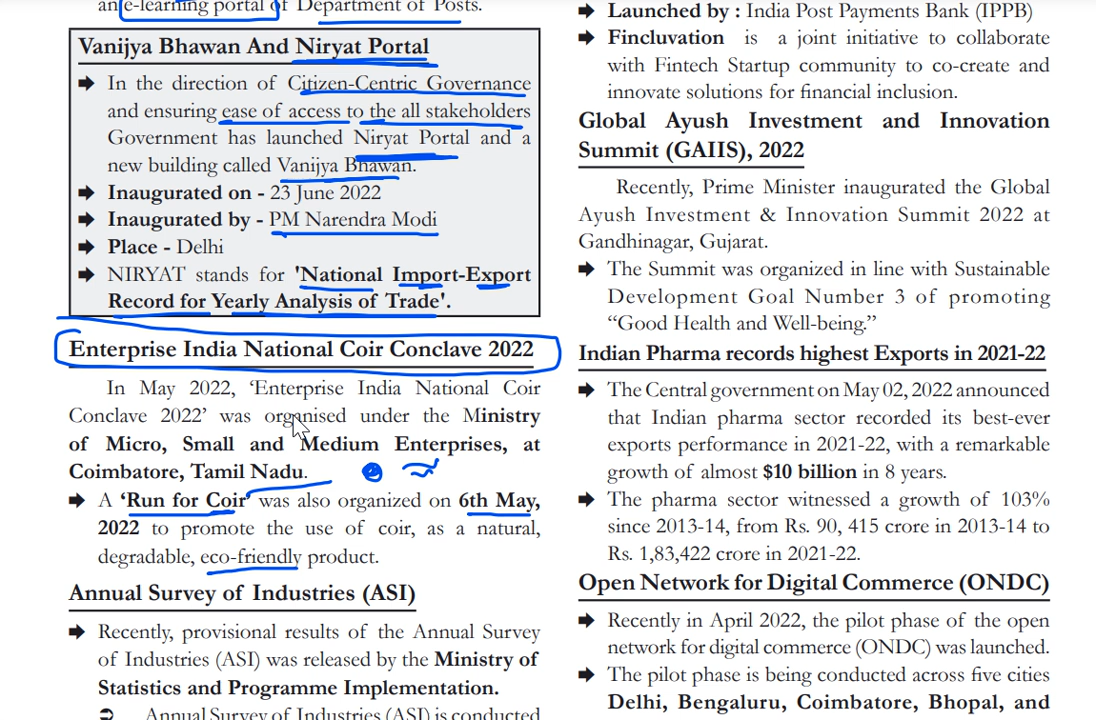 an e-learning portal of Department of Posts.
Vanijya Bhawan And Niryat Portal
➔ In the direction of Citizen-Centric Governance
and ensuring ease of access to the all stakeholders
Government has launched Niryat Portal and a
new building called Vanijya Bhawan.
➔ Inaugurated on - 23 June 2022
➔ Inaugurated by - PM Narendra Modi
➔ Place - Delhi
➔ NIRYAT stands for 'National Import-Export
Record for Yearly Analysis of Trade'.
Enterprise India National Coir Conclave 2022
In May 2022, ‘Enterprise India National Coir
Conclave 2022’ was organised under the Ministry
of Micro, Small and Medium Enterprises, at
Coimbatore, Tamil Nadu.
➔ A ‘Run for Coir’ was also organized on 6th May,
2022 to promote the use of coir, as a natural,
degradable, eco-friendly product.
Annual Survey of Industries (ASI)
➔ Recently, provisional results of the Annual Survey
of Industries (ASI) was released by the Ministry of
Statistics and Programme Implementation.
Annual Survey of Industries (ASI) is conducted
➔ Launched by : India Post Payments Bank (IPPB)
➔ Fincluvation is a joint initiative to collaborate
with Fintech Startup community to co-create and
innovate solutions for financial inclusion.
Global Ayush Investment and Innovation
Summit (GAIIS), 2022
Recently, Prime Minister inaugurated the Global
Ayush Investment & Innovation Summit 2022 at
Gandhinagar, Gujarat.
➔ The Summit was organized in line with Sustainable
Development Goal Number 3 of promoting
“Good Health and Well-being.”
Indian Pharma records highest Exports in 2021-22
➔ The Central government on May 02, 2022 announced
that Indian pharma sector recorded its best-ever
exports performance in 2021-22, with a remarkable
growth of almost $10 billion in 8 years.
➔ The pharma sector witnessed a growth of 103%
since 2013-14, from Rs. 90, 415 crore in 2013-14 to
Rs. 1,83,422 crore in 2021-22.
Open Network for Digital Commerce (ONDC)
➔ Recently in April 2022, the pilot phase of the open
network for digital commerce (ONDC) was launched.
➔ The pilot phase is being conducted across five cities
Delhi, Bengaluru, Coimbatore, Bhopal, and